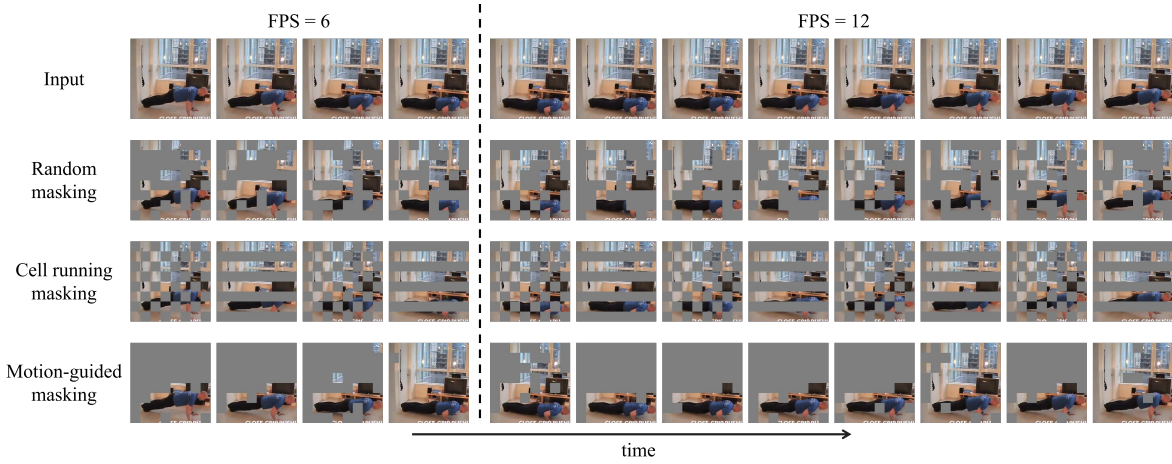 FPS = 6
FPS = 12
Input
Random
masking
Cell running
masking
Motion-guided
masking
time